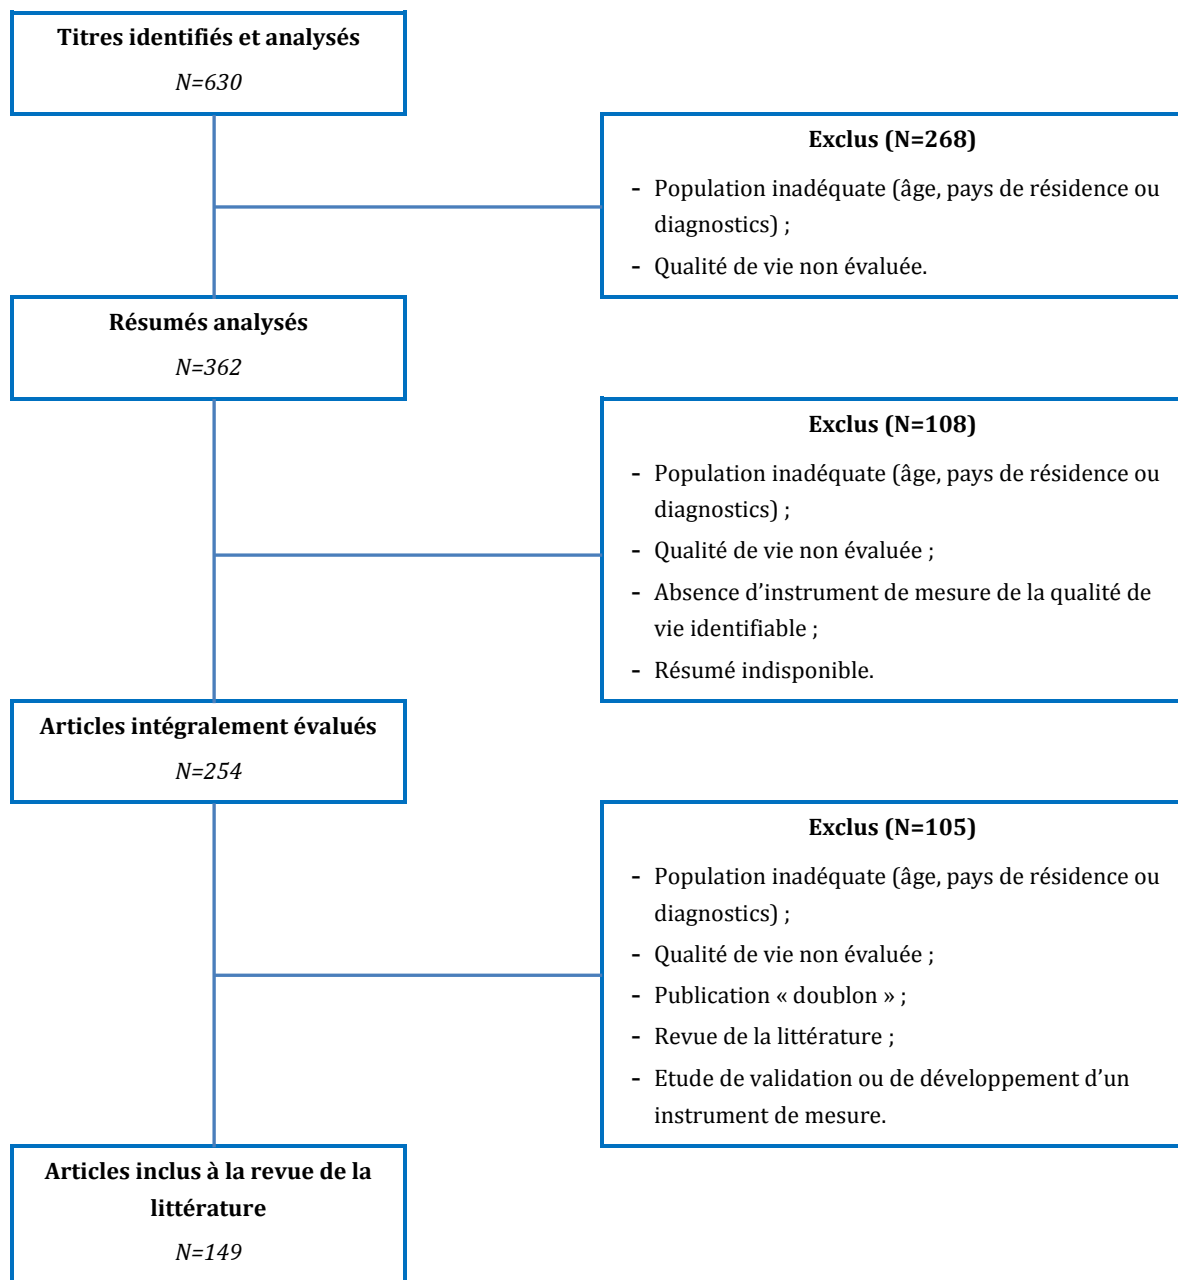 Titres identifiés et analysés
N=630
Exclus (N=268)
- Population inadéquate (âge, pays de résidence ou
diagnostics) ;
- Qualité de vie non évaluée.
Résumés analysés
N=362
Exclus (N=108)
- Population inadéquate (âge, pays de résidence ou
diagnostics) ;
- Qualité de vie non évaluée ;
- Absence d’instrument de mesure de la qualité de
vie identifiable ;
- Résumé indisponible.
Articles intégralement évalués
N=254
Exclus (N=105)
- Population inadéquate (âge, pays de résidence ou
diagnostics) ;
- Qualité de vie non évaluée ;
- Publication « doublon » ;
- Revue de la littérature ;
- Etude de validation ou de développement d’un
instrument de mesure.
Articles inclus à la revue de la
littérature
N=149